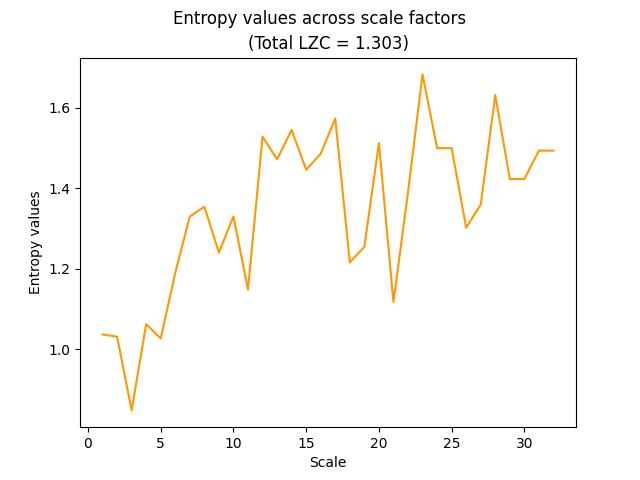 Entropy values across scale factors
(Total LZC = 1.303)
1.6
1.4
1.2
1.0
Entropy values
0 5 10 15 20 25 30
Scale